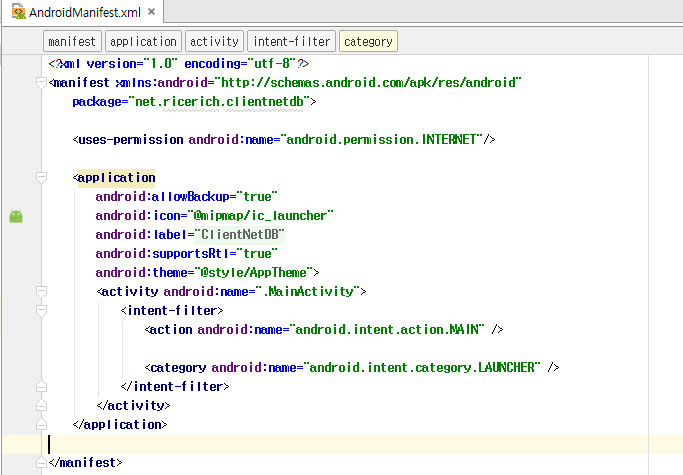 AndroidManifest.xml
manifest application activity intent-filter category
<?xml version="1.0" encoding="utf-8"?>
<manifest xmlns:android="http://schemas.android.com/apk/res/android"
    package="net.ricerich.clientnetdb">
    <uses-permission android:name="android.permission.INTERNET"/>
    <application
        android:allowBackup="true"
        android:icon="@mipmap/ic_launcher"
        android:label="ClientNetDB"
        android:supportsRtl="true"
        android:theme="@style/AppTheme">
        <activity android:name=".MainActivity">
            <intent-filter>
                <action android:name="android.intent.action.MAIN" />
                <category android:name="android.intent.category.LAUNCHER" />
            </intent-filter>
        </activity>
    </application>
</manifest>